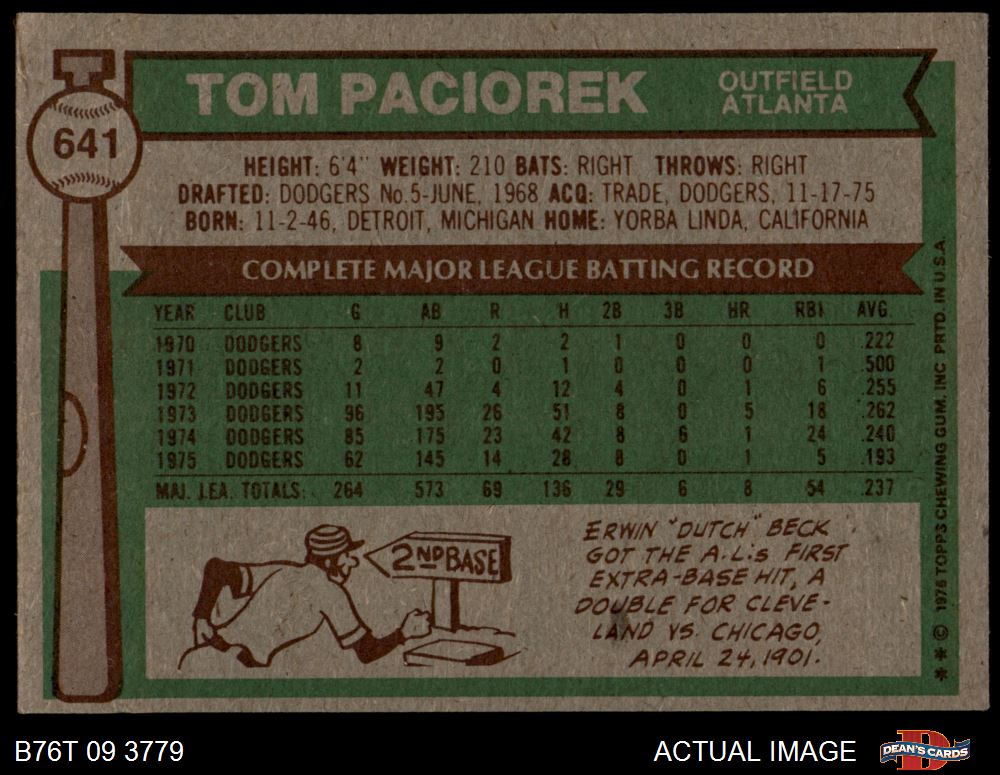 641
TOM PACIOREK
OUTFIELD
ATLANTA
HEIGHT: 6'4" WEIGHT: 210 BATS: RIGHT THROWS: RIGHT
DRAFTED: DODGERS No.5-JUNE, 1968 ACQ: TRADE, DODGERS, 11-17-75
BORN: 11-2-46, DETROIT, MICHIGAN HOME: YORBA LINDA, CALIFORNIA
COMPLETE MAJOR LEAGUE BATTING RECORD
YEAR CLUB G AB R H 2B 3B HR RBI AVG.
1970 DODGERS 8 9 2 2 1 0 0 0 .222
1971 DODGERS 2 2 0 1 0 0 0 1 .500
1972 DODGERS 11 47 4 12 4 0 1 6 .255
1973 DODGERS 96 195 26 51 8 0 5 18 .262
1974 DODGERS 85 175 23 42 8 6 1 24 .240
1975 DODGERS 62 145 14 28 8 0 1 5 .193
MAJ. LEA. TOTALS: 264 573 69 136 29 6 8 54 .237
2ND BASE
ERWIN "DUTCH" BECK
GOT THE A.L.'s FIRST
EXTRA-BASE HIT, A
DOUBLE FOR CLEVE-
LAND VS. CHICAGO,
APRIL 24, 1901.
** © 1976 TOPPS CHEWING GUM, INC PRTD. IN U.S.A.
B76T 09 3779
ACTUAL IMAGE
D
DEAN'S CARDS